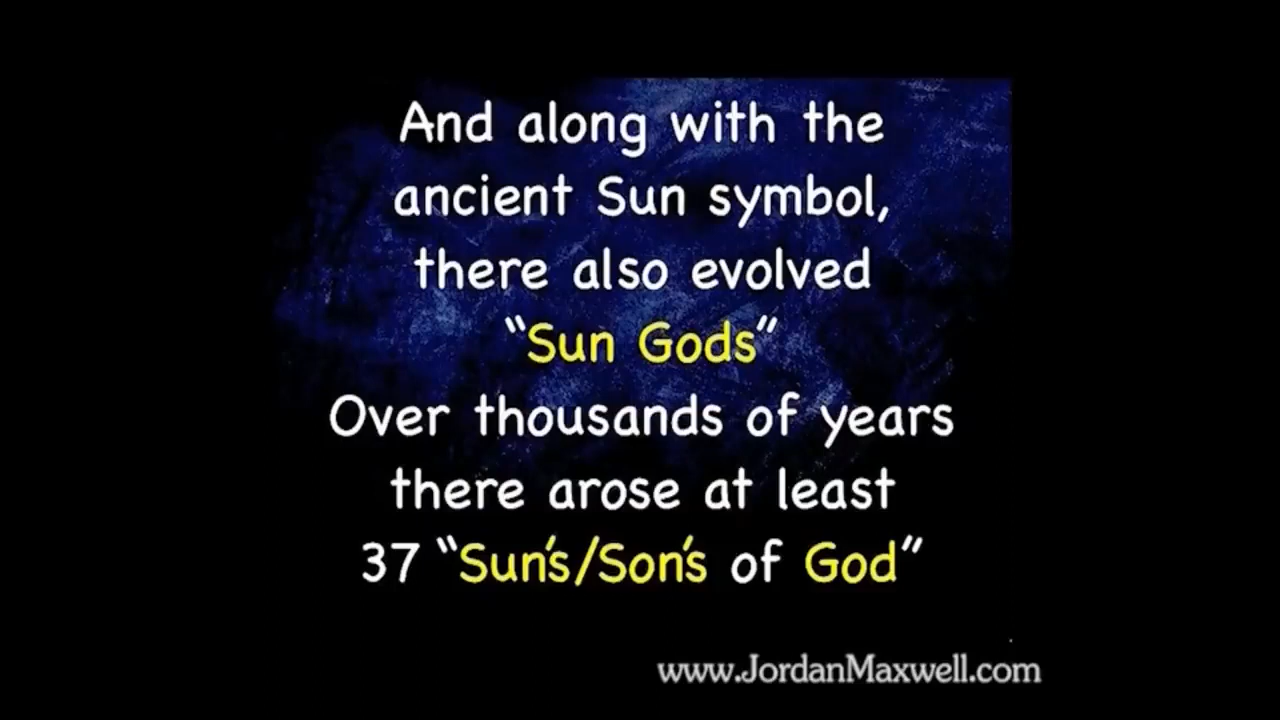 And along with the
ancient Sun symbol,
there also evolved
"Sun Gods"
Over thousands of years
there arose at least
37 "Sun's/Son's of God"
www.JordanMaxwell.com